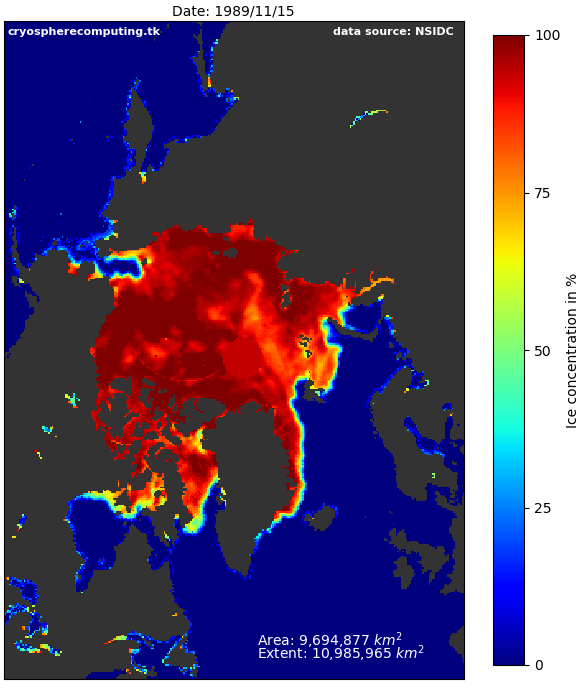 Date: 1989/11/15
cryospherecomputing.tk
data source: NSIDC
100
75
50
25
0
Ice concentration in %
Area: 9,694,877 km²
Extent: 10,985,965 km²